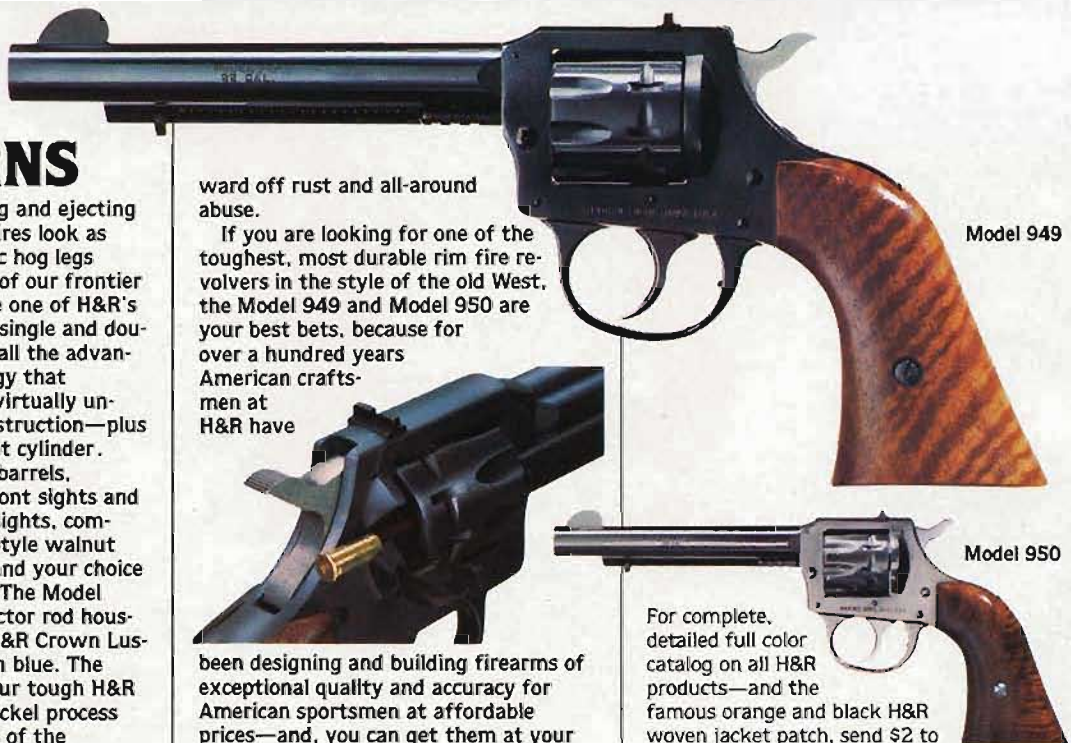 RNS
g and ejecting
ires look as
c hog legs
of our frontier
e one of H&R's
single and dou-
all the advan-
gy that
virtually un-
struction—plus
t cylinder.
barrels,
ont sights and
ights, com-
tyle walnut
and your choice
The Model
ctor rod hous-
&R Crown Lus-
n blue. The
ur tough H&R
ckel process
of the
ward off rust and all-around
abuse.
If you are looking for one of the
toughest, most durable rim fire re-
volvers in the style of the old West,
the Model 949 and Model 950 are
your best bets, because for
over a hundred years
American crafts-
men at
H&R have
been designing and building firearms of
exceptional quality and accuracy for
American sportsmen at affordable
prices—and, you can get them at your
Model 949
Model 950
For complete,
detailed full color
catalog on all H&R
products—and the
famous orange and black H&R
woven jacket patch, send $2 to